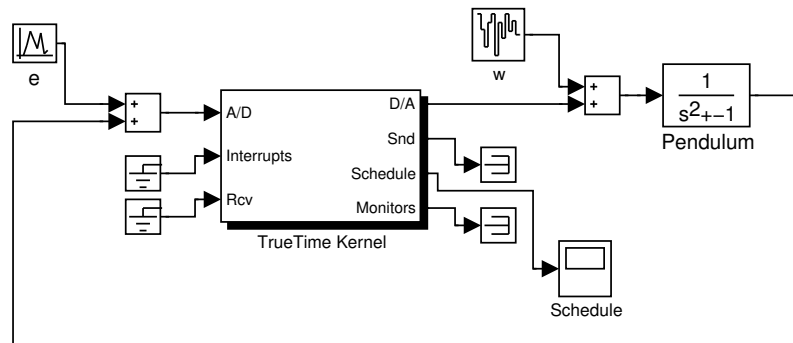 e
w
+
+
A/D
Interrupts
Rcv
D/A
Snd
Schedule
Monitors
TrueTime Kernel
+
+
1
s2+-1
Pendulum
Schedule